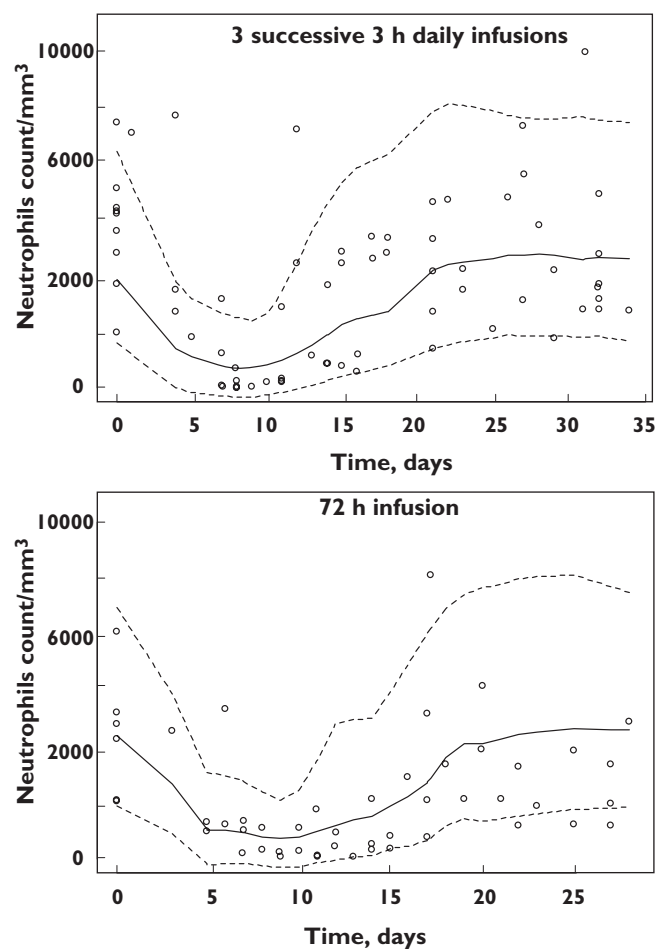 3 successive 3 h daily infusions
10000
6000
2000
0
Neutrophils count/mm³
0 5 10 15 20 25 30 35
Time, days
72 h infusion
10000
6000
2000
0
Neutrophils count/mm³
0 5 10 15 20 25
Time, days